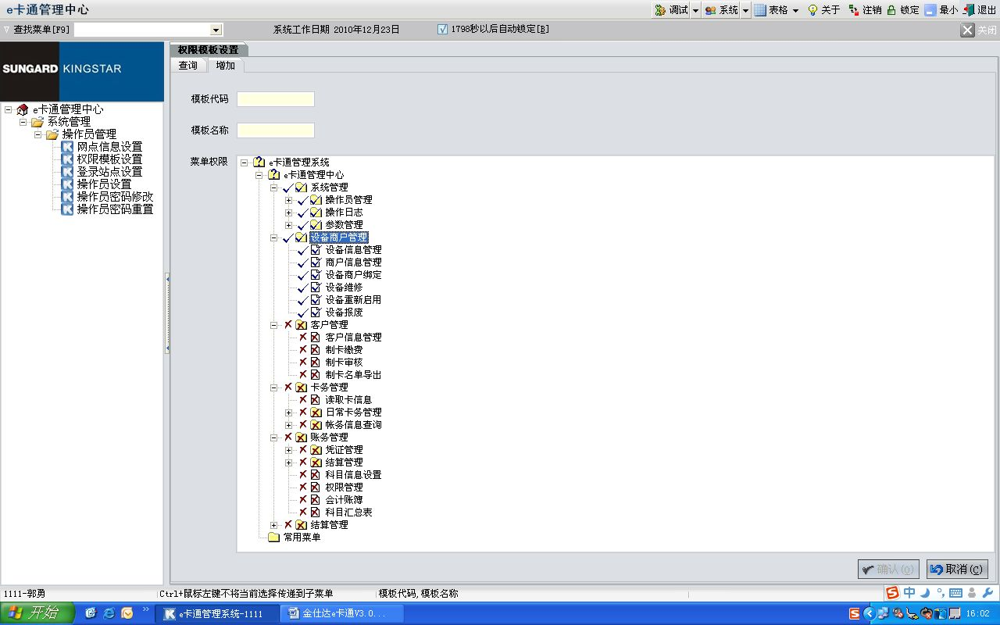 e卡通管理中心
调试 系统 表格 关于 注销 锁定 最小 退出
查找菜单[F9] 系统工作日期 2010年12月23日 1798秒以后自动锁定[B] 关闭
SUNGARD KINGSTAR
e卡通管理中心
系统管理
操作员管理
网点信息设置
权限模板设置
登录站点设置
操作员设置
操作员密码修改
操作员密码重置
权限模板设置
查询 增加
模板代码
模板名称
菜单权限
e卡通管理系统
e卡通管理中心
系统管理
操作员管理
操作日志
参数管理
设备商户管理
设备信息管理
商户信息管理
设备商户绑定
设备维修
设备重新启用
设备报废
客户管理
客户信息管理
制卡缴费
制卡审核
制卡名单导出
卡务管理
读取卡信息
日常卡务管理
帐务信息查询
账务管理
凭证管理
结算管理
科目信息设置
权限管理
会计账簿
科目汇总表
结算管理
常用菜单
确认(O) 取消(C)
1111-郭勇 Ctrl+鼠标左键不将当前选择传递到子菜单 模板代码,模板名称 中
开始 e卡通管理系统-1111 金仕达e卡通V3.0... 16:02